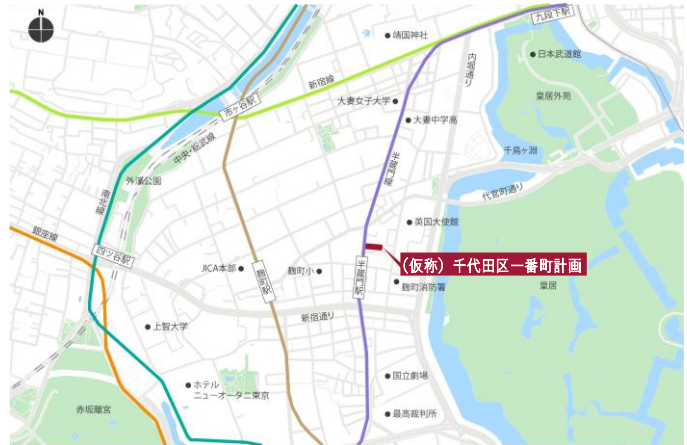 九段下駅
靖国神社
日本武道館
内堀通り
新宿線
皇居外苑
大妻女子大学
市ヶ谷駅
大妻中学高
千鳥ヶ淵
半蔵門線
中央・総武線
外濠公園
代官町通り
南北線
英国大使館
銀座線
四ツ谷駅
(仮称) 千代田区一番町計画
JICA本部
麹町小
麹町駅
半蔵門駅
麹町消防署
皇居
新宿通り
上智大学
国立劇場
ホテル
ニューオータニ東京
赤坂離宮
最高裁判所